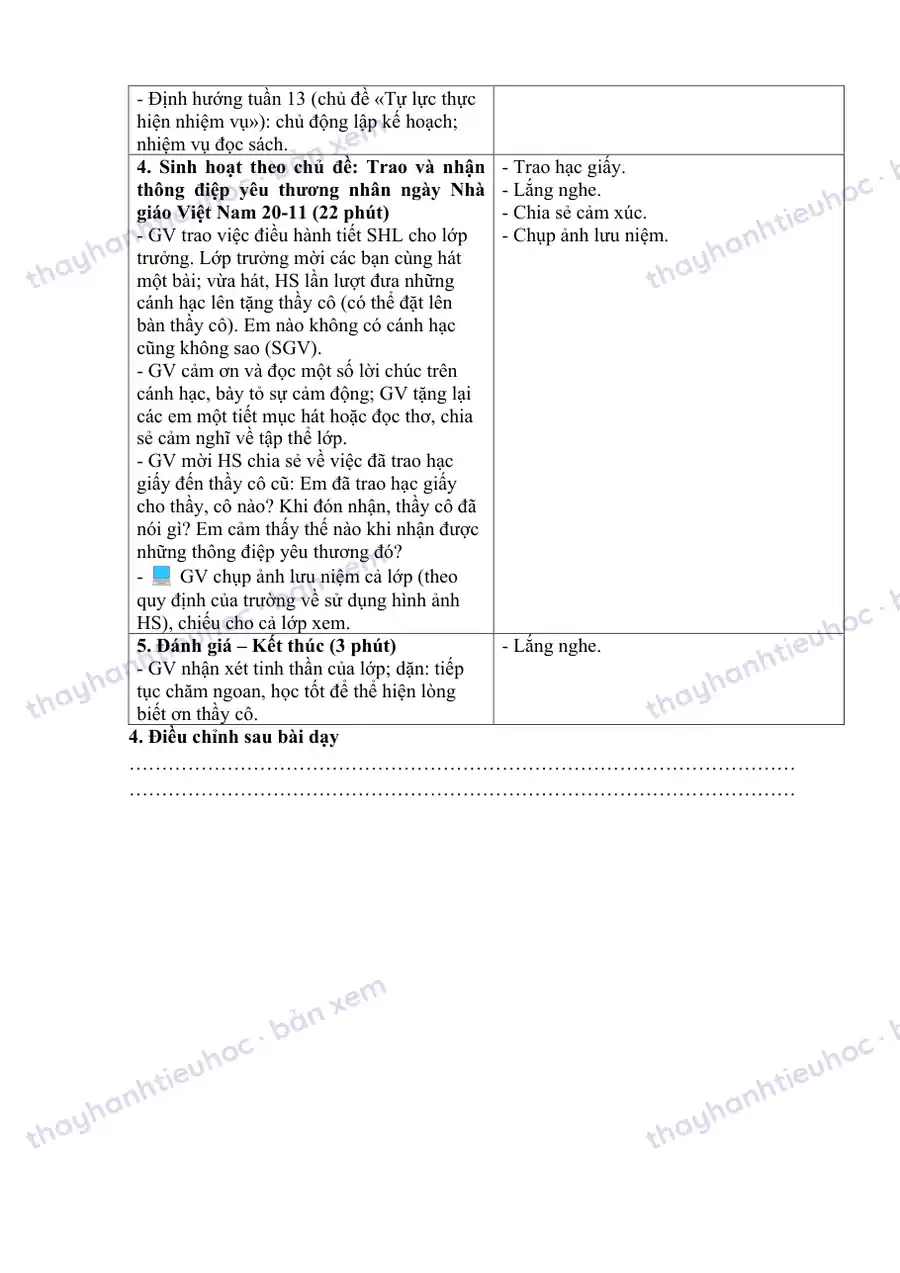 - Định hướng tuần 13 (chủ đề «Tự lực thực
hiện nhiệm vụ»): chủ động lập kế hoạch;
nhiệm vụ đọc sách.
4. Sinh hoạt theo chủ đề: Trao và nhận
thông điệp yêu thương nhân ngày Nhà
giáo Việt Nam 20-11 (22 phút)
- GV trao việc điều hành tiết SHL cho lớp
trưởng. Lớp trưởng mời các bạn cùng hát
một bài; vừa hát, HS lần lượt đưa những
cánh hạc lên tặng thầy cô (có thể đặt lên
bàn thầy cô). Em nào không có cánh hạc
cũng không sao (SGV).
- GV cảm ơn và đọc một số lời chúc trên
cánh hạc, bày tỏ sự cảm động; GV tặng lại
các em một tiết mục hát hoặc đọc thơ, chia
sẻ cảm nghĩ về tập thể lớp.
- GV mời HS chia sẻ về việc đã trao hạc
giấy đến thầy cô cũ: Em đã trao hạc giấy
cho thầy, cô nào? Khi đón nhận, thầy cô đã
nói gì? Em cảm thấy thế nào khi nhận được
những thông điệp yêu thương đó?
- GV chụp ảnh lưu niệm cả lớp (theo
quy định của trường về sử dụng hình ảnh
HS), chiếu cho cả lớp xem.
- Trao hạc giấy.
- Lắng nghe.
- Chia sẻ cảm xúc.
- Chụp ảnh lưu niệm.
5. Đánh giá – Kết thúc (3 phút)
- GV nhận xét tinh thần của lớp; dặn: tiếp
tục chăm ngoan, học tốt để thể hiện lòng
biết ơn thầy cô.
- Lắng nghe.
4. Điều chỉnh sau bài dạy
……………………………………………………………………………………………
……………………………………………………………………………………………
thayhanhtieuhoc · bản xem
thayhanhtieuhoc · b
thayhanhtieuhoc · bản xem
thayhanhtieuhoc · b
thayhanhtieuhoc · bản xem
thayhanhtieuhoc · b